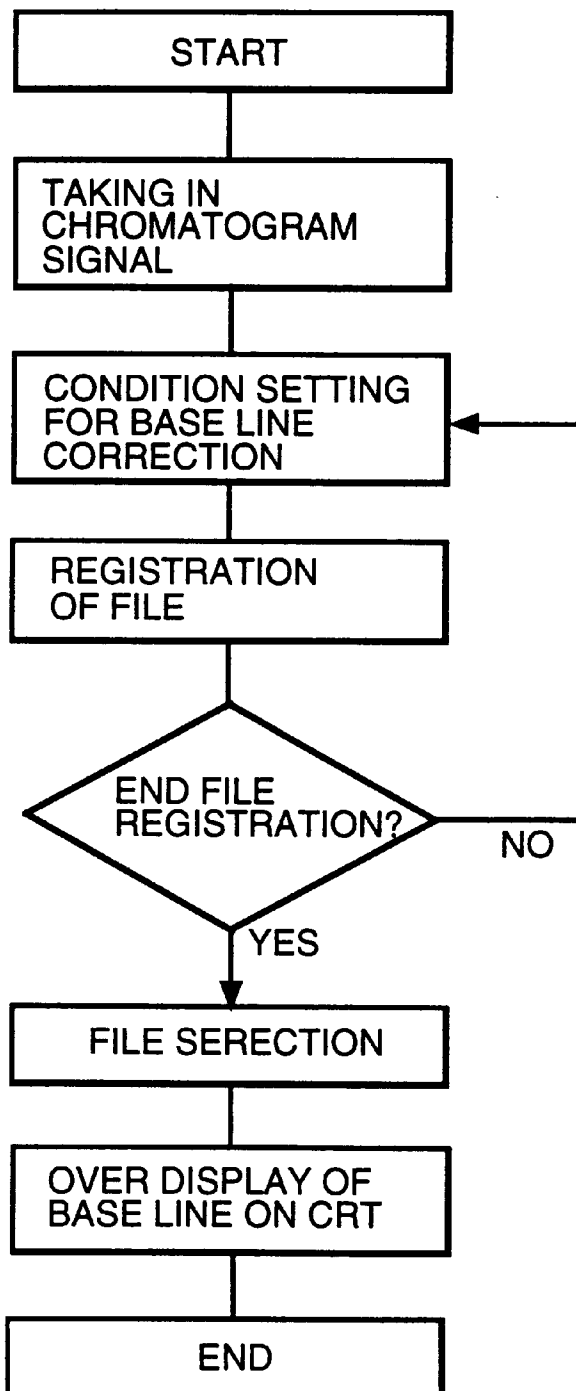 START
TAKING IN
CHROMATOGRAM
SIGNAL
CONDITION SETTING
FOR BASE LINE
CORRECTION
REGISTRATION
OF FILE
END FILE
REGISTRATION?
NO
YES
FILE SERECTION
OVER DISPLAY OF
BASE LINE ON CRT
END